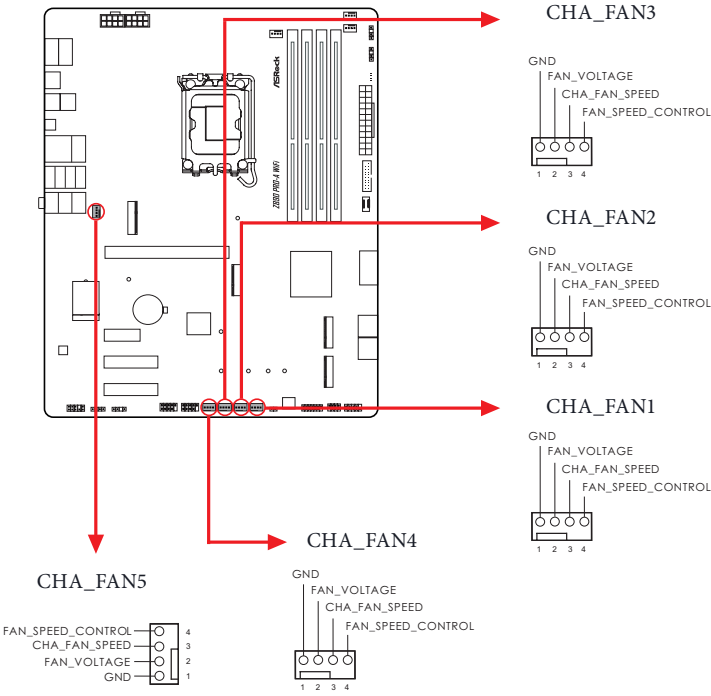 CHA_FAN3
GND
FAN_VOLTAGE
CHA_FAN_SPEED
FAN_SPEED_CONTROL
1 2 3 4
ASRock
Z890 PRO-A WiFi
CHA_FAN2
GND
FAN_VOLTAGE
CHA_FAN_SPEED
FAN_SPEED_CONTROL
1 2 3 4
CHA_FAN1
GND
FAN_VOLTAGE
CHA_FAN_SPEED
FAN_SPEED_CONTROL
1 2 3 4
CHA_FAN4
GND
FAN_VOLTAGE
CHA_FAN_SPEED
FAN_SPEED_CONTROL
1 2 3 4
CHA_FAN5
FAN_SPEED_CONTROL 4
CHA_FAN_SPEED 3
FAN_VOLTAGE 2
GND 1